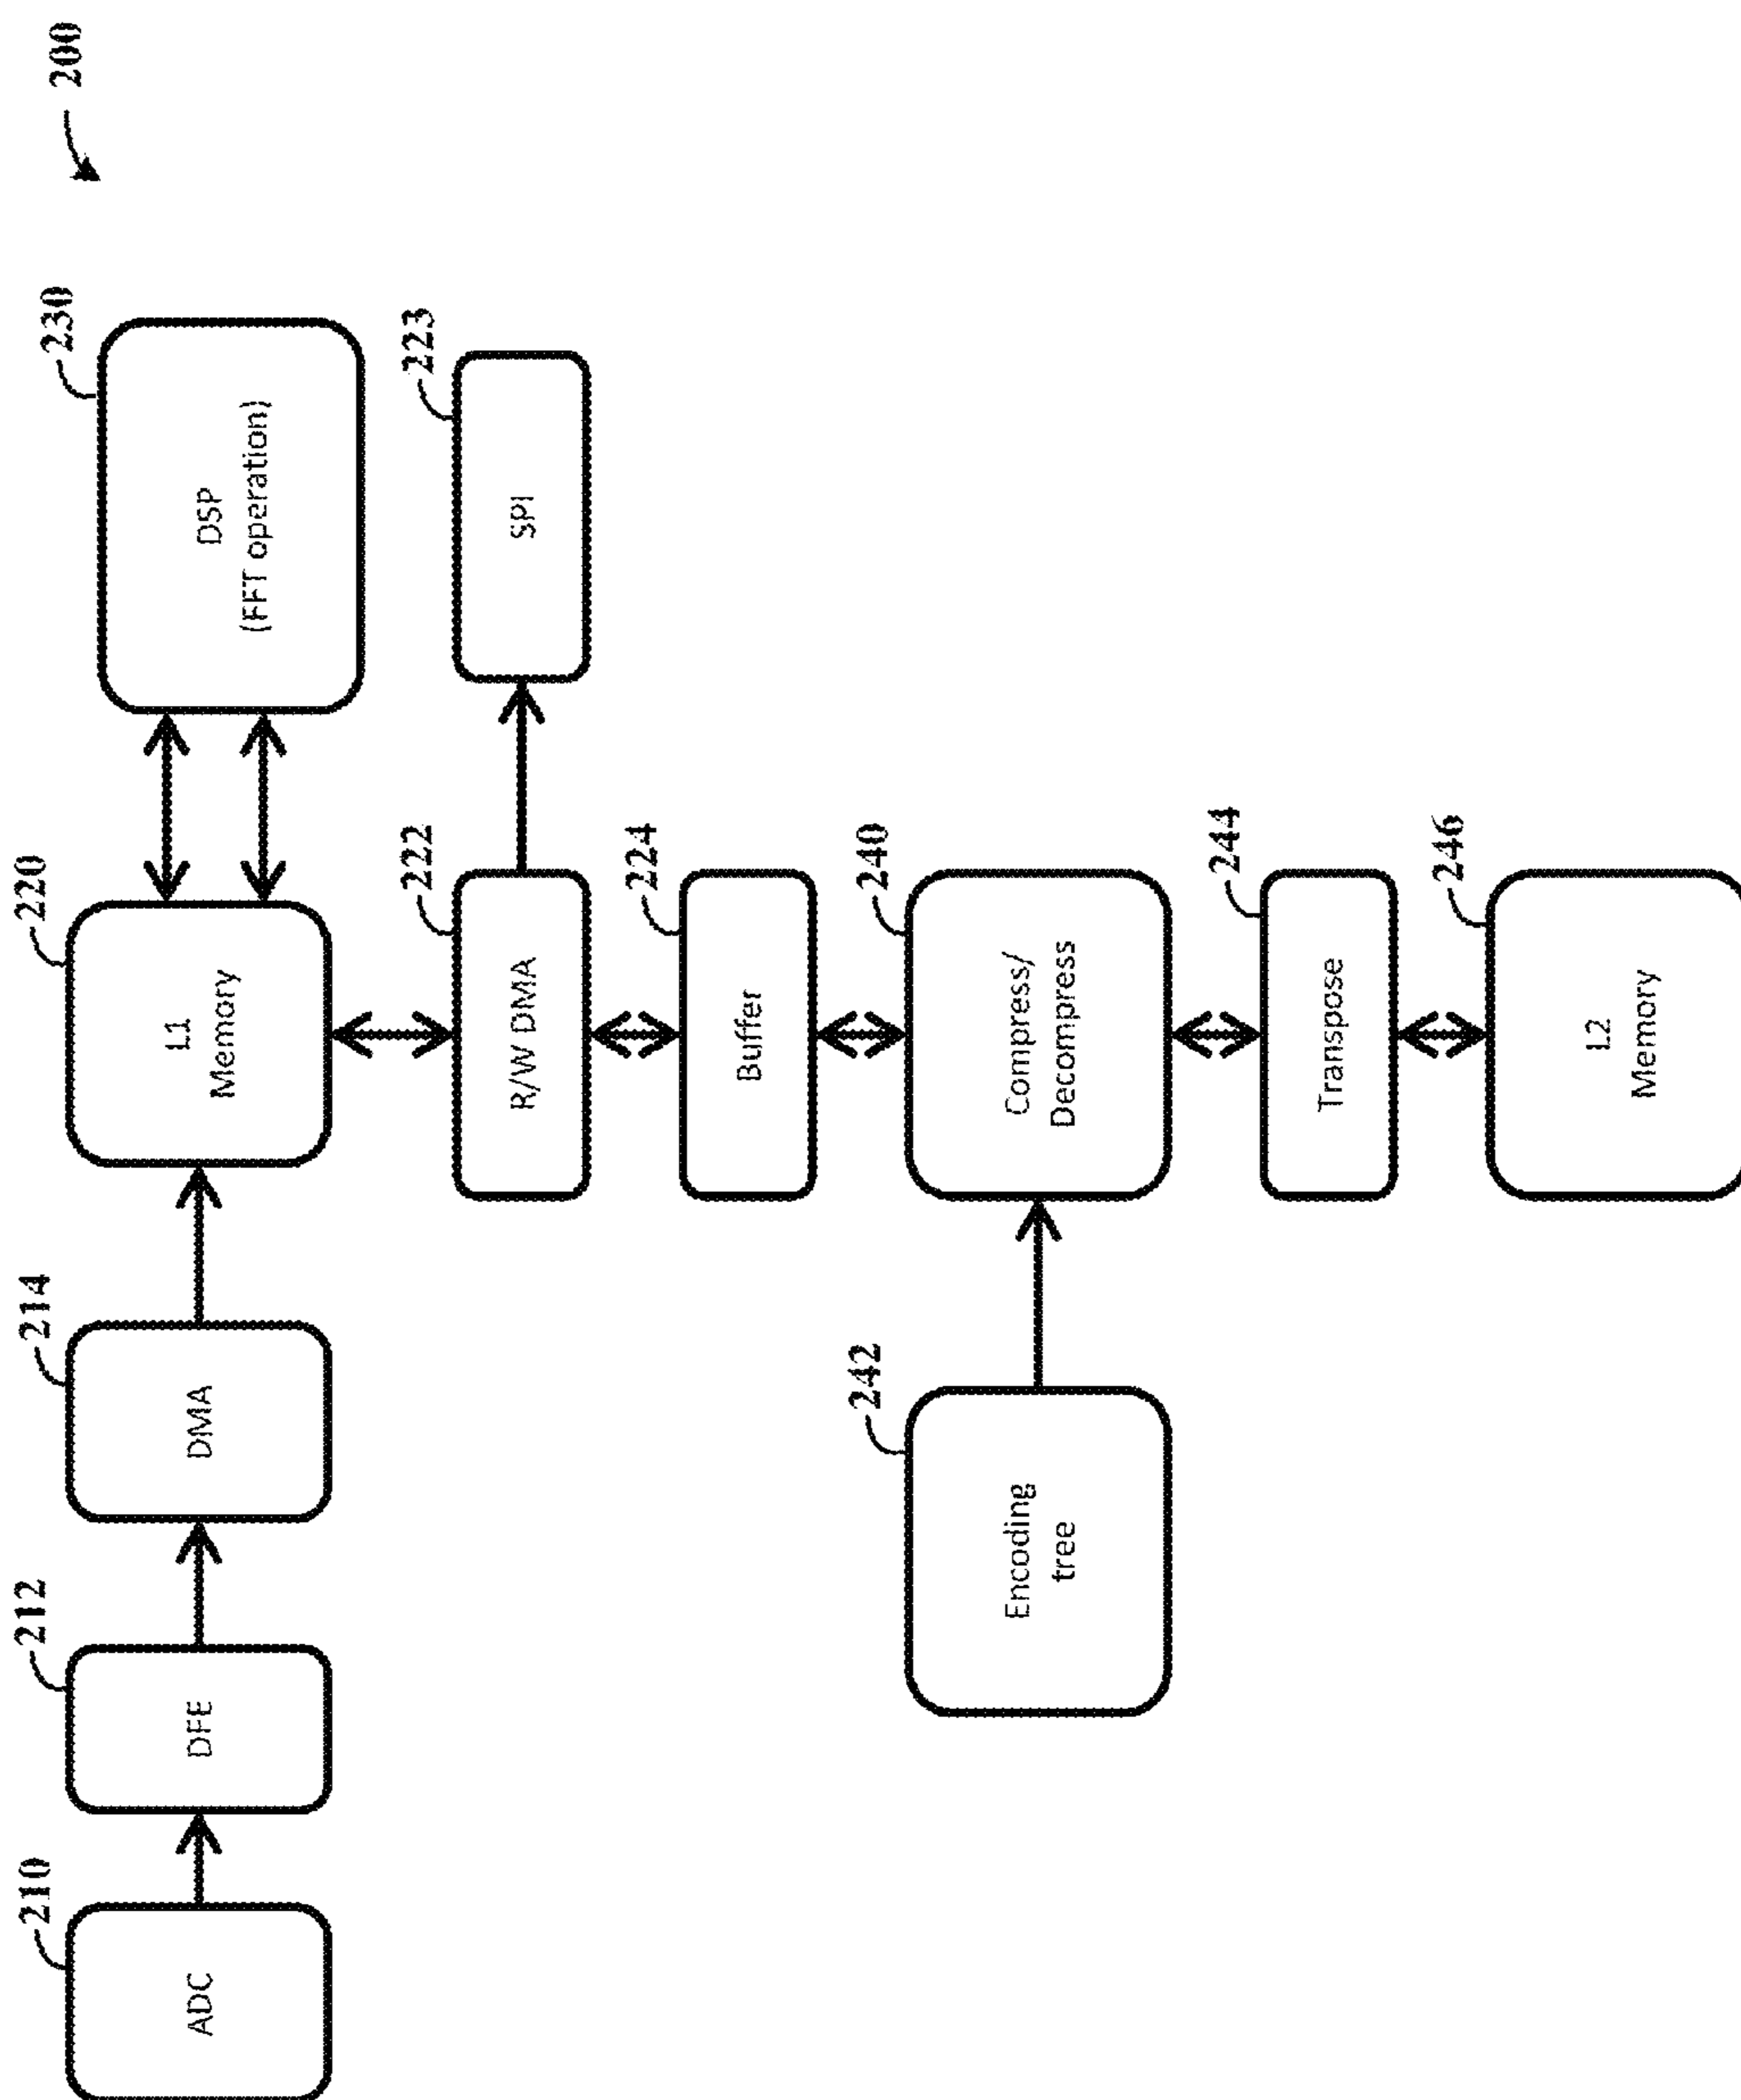 200
210
ADC
212
DFE
214
DMA
220
L1
Memory
230
DSP
(FFT operation)
222
R/W DMA
223
SPI
224
Buffer
242
Encoding
tree
240
Compress/
Decompress
244
Transpose
246
L2
Memory